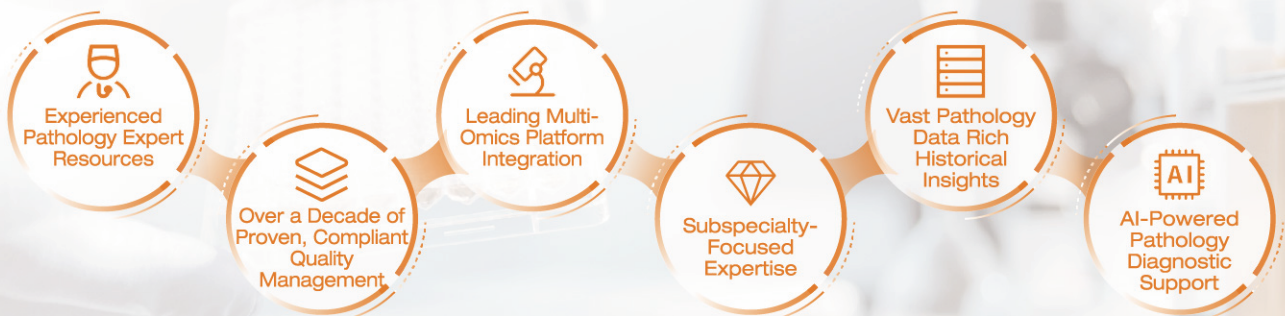 Experienced
Pathology Expert
Resources
Over a Decade of
Proven, Compliant
Quality
Management
Leading Multi-
Omics Platform
Integration
Subspecialty-
Focused
Expertise
Vast Pathology
Data Rich
Historical
Insights
AI
AI-Powered
Pathology
Diagnostic
Support